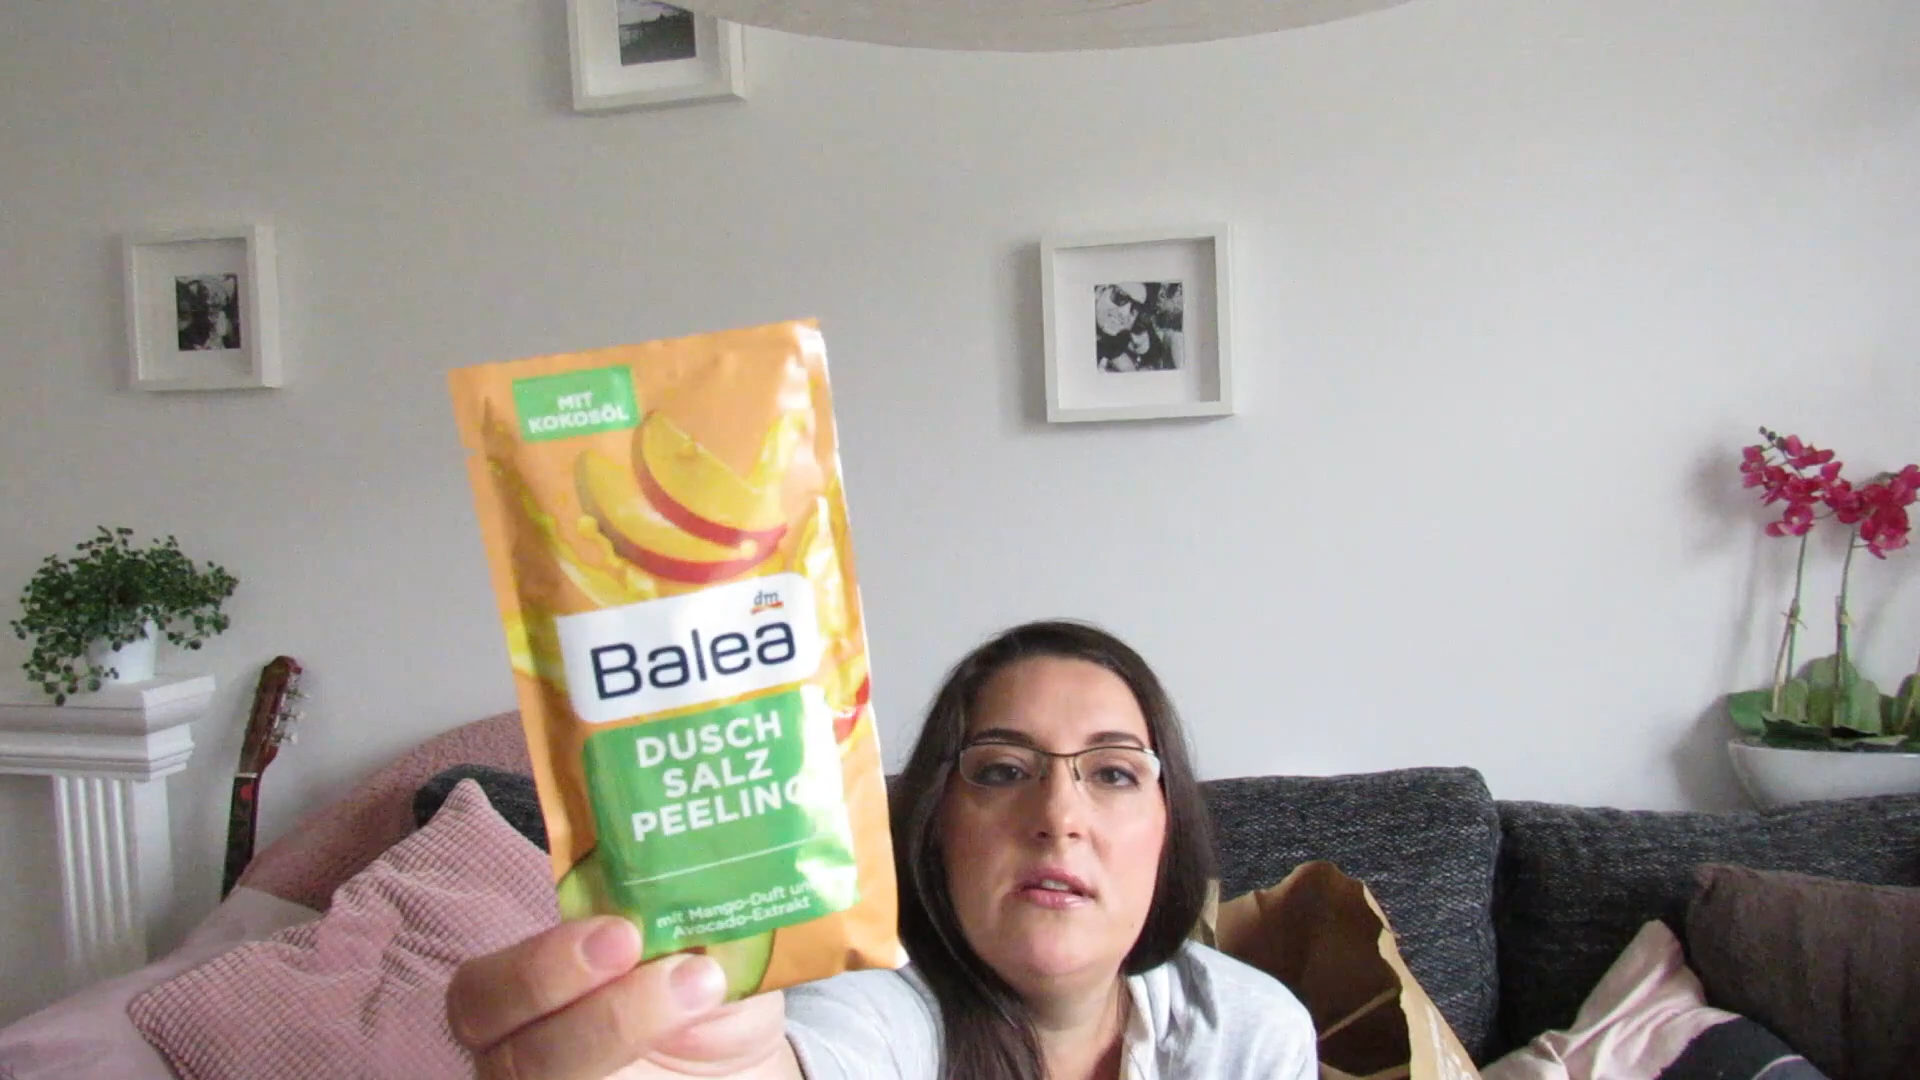 MIT
KOKOSÖL
dm
Balea
DUSCH
SALZ
PEELING
mit Mango-Duft und
Avocado-Extrakt